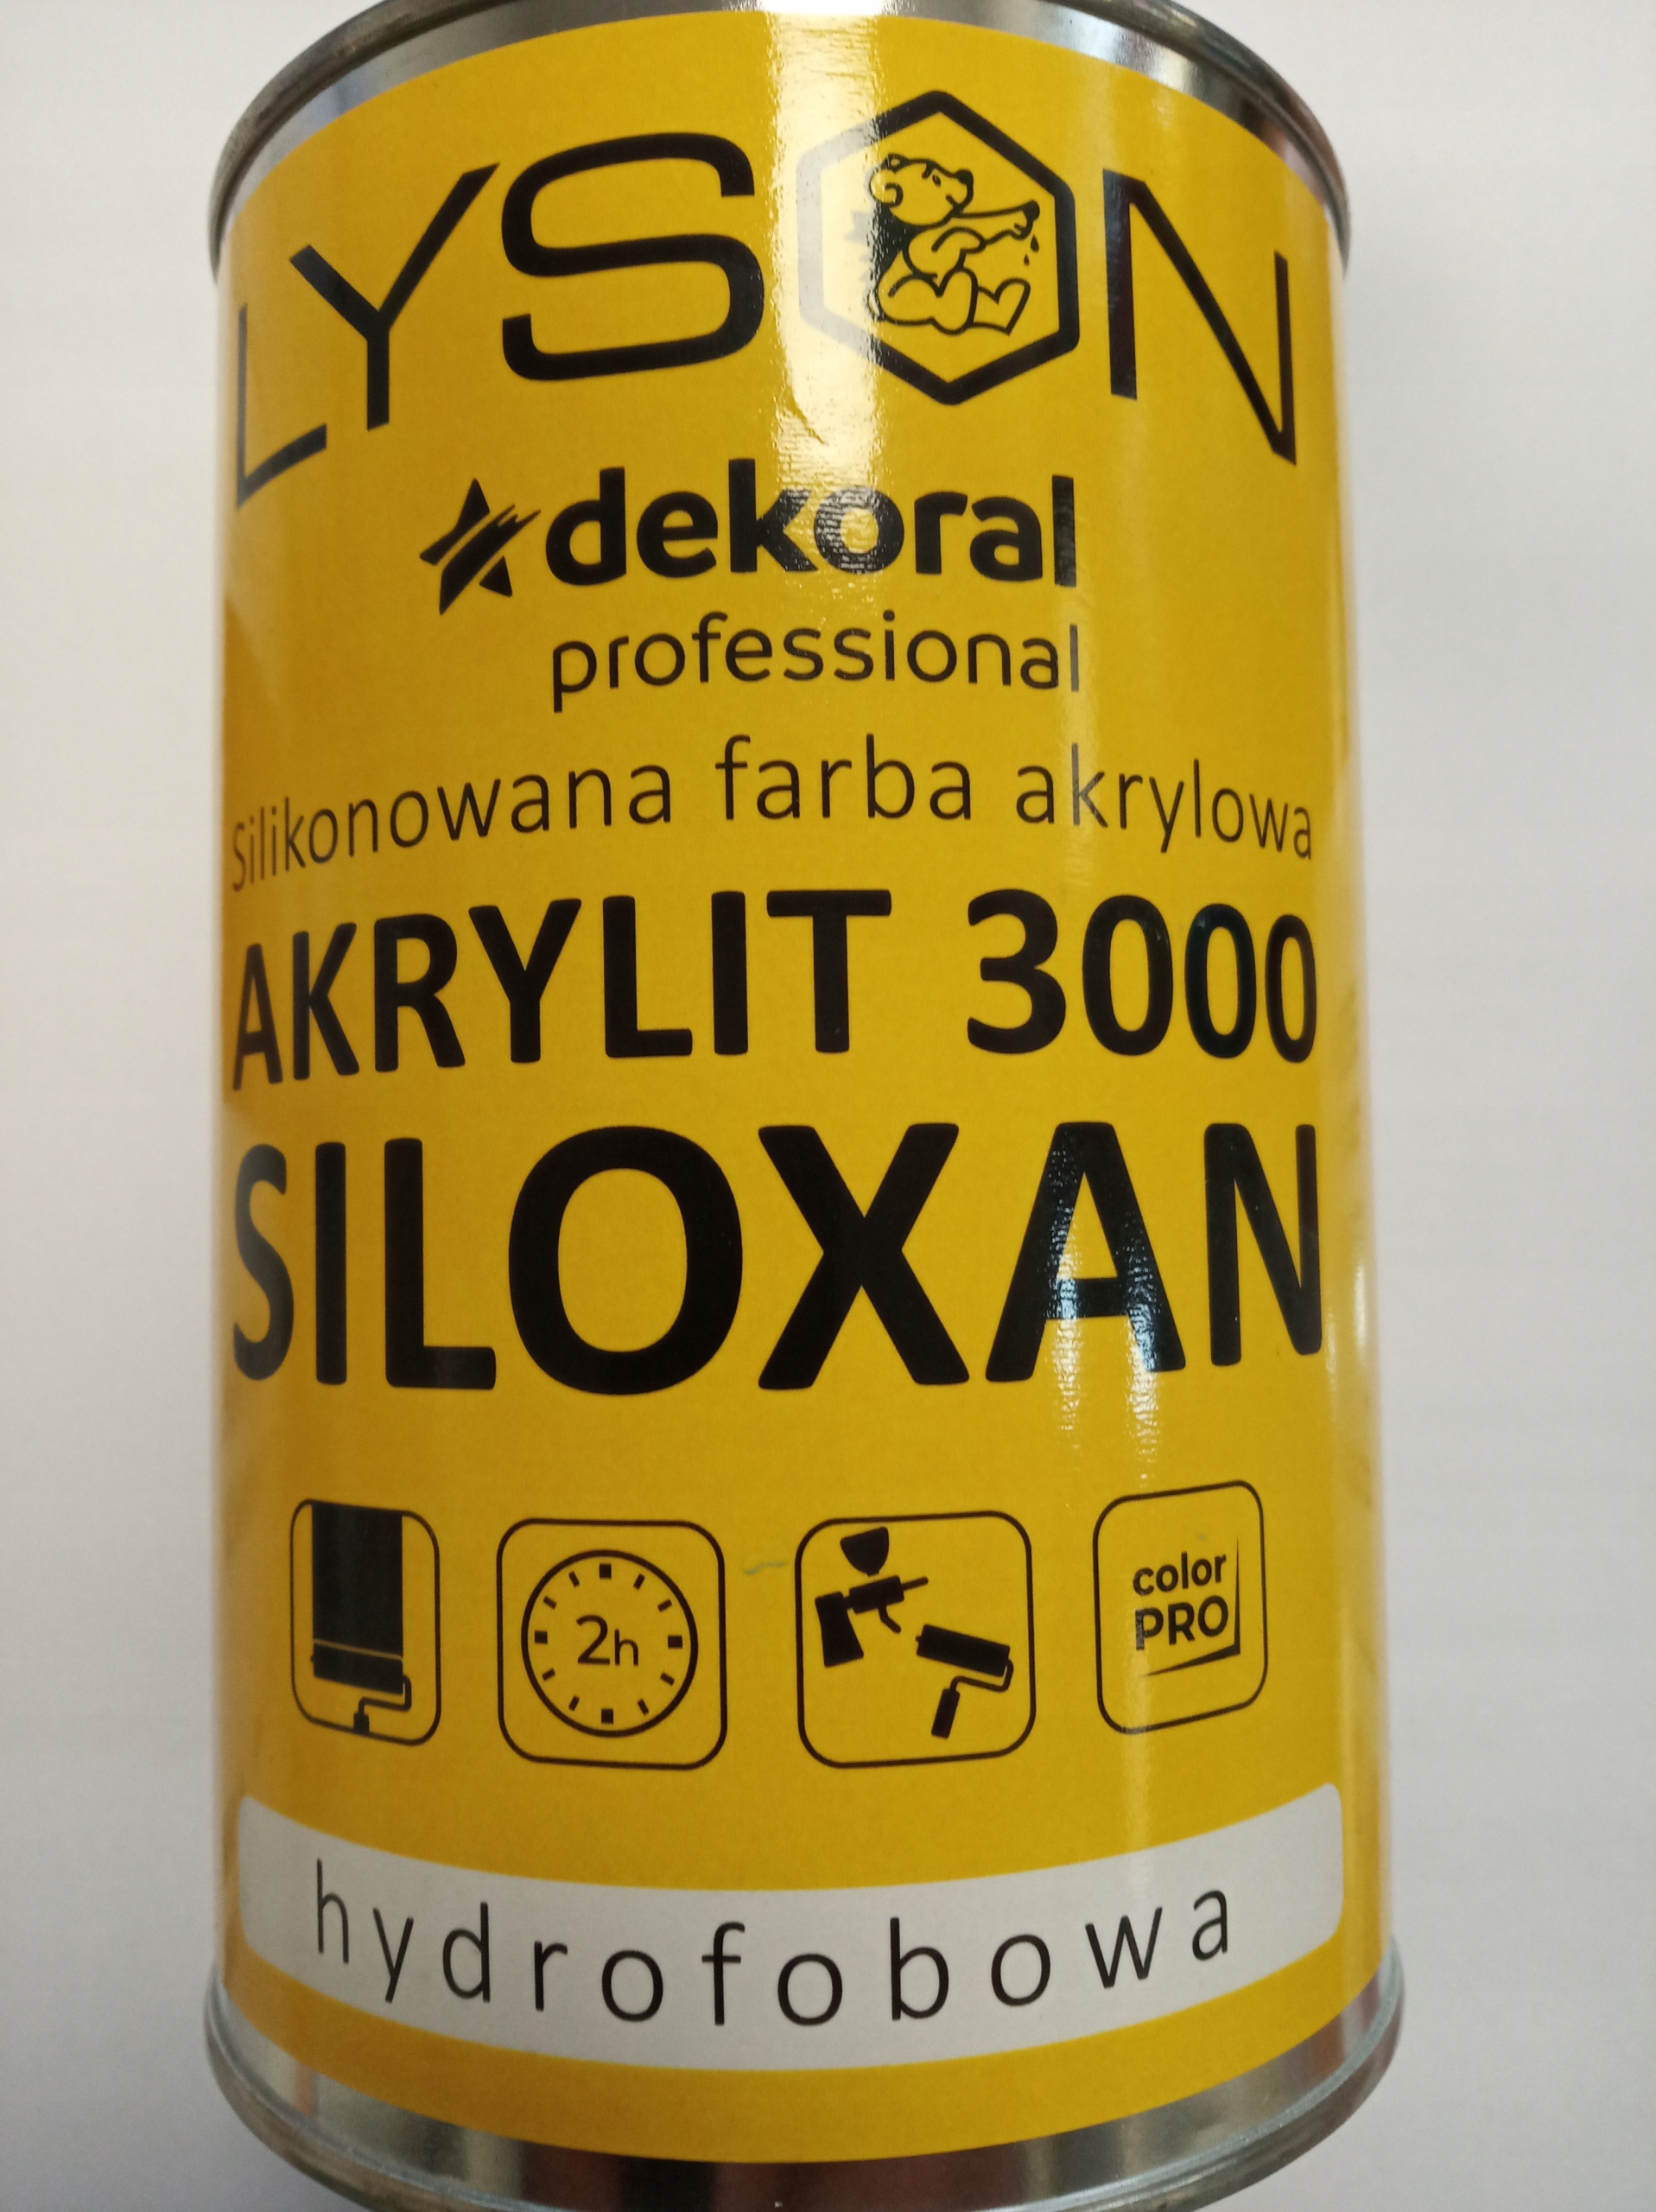 LYSON
dekoral
professional
Silikonowana farba akrylowa
AKRYLIT 3000
SILOXAN
2h
color
PRO
hydrofobowa